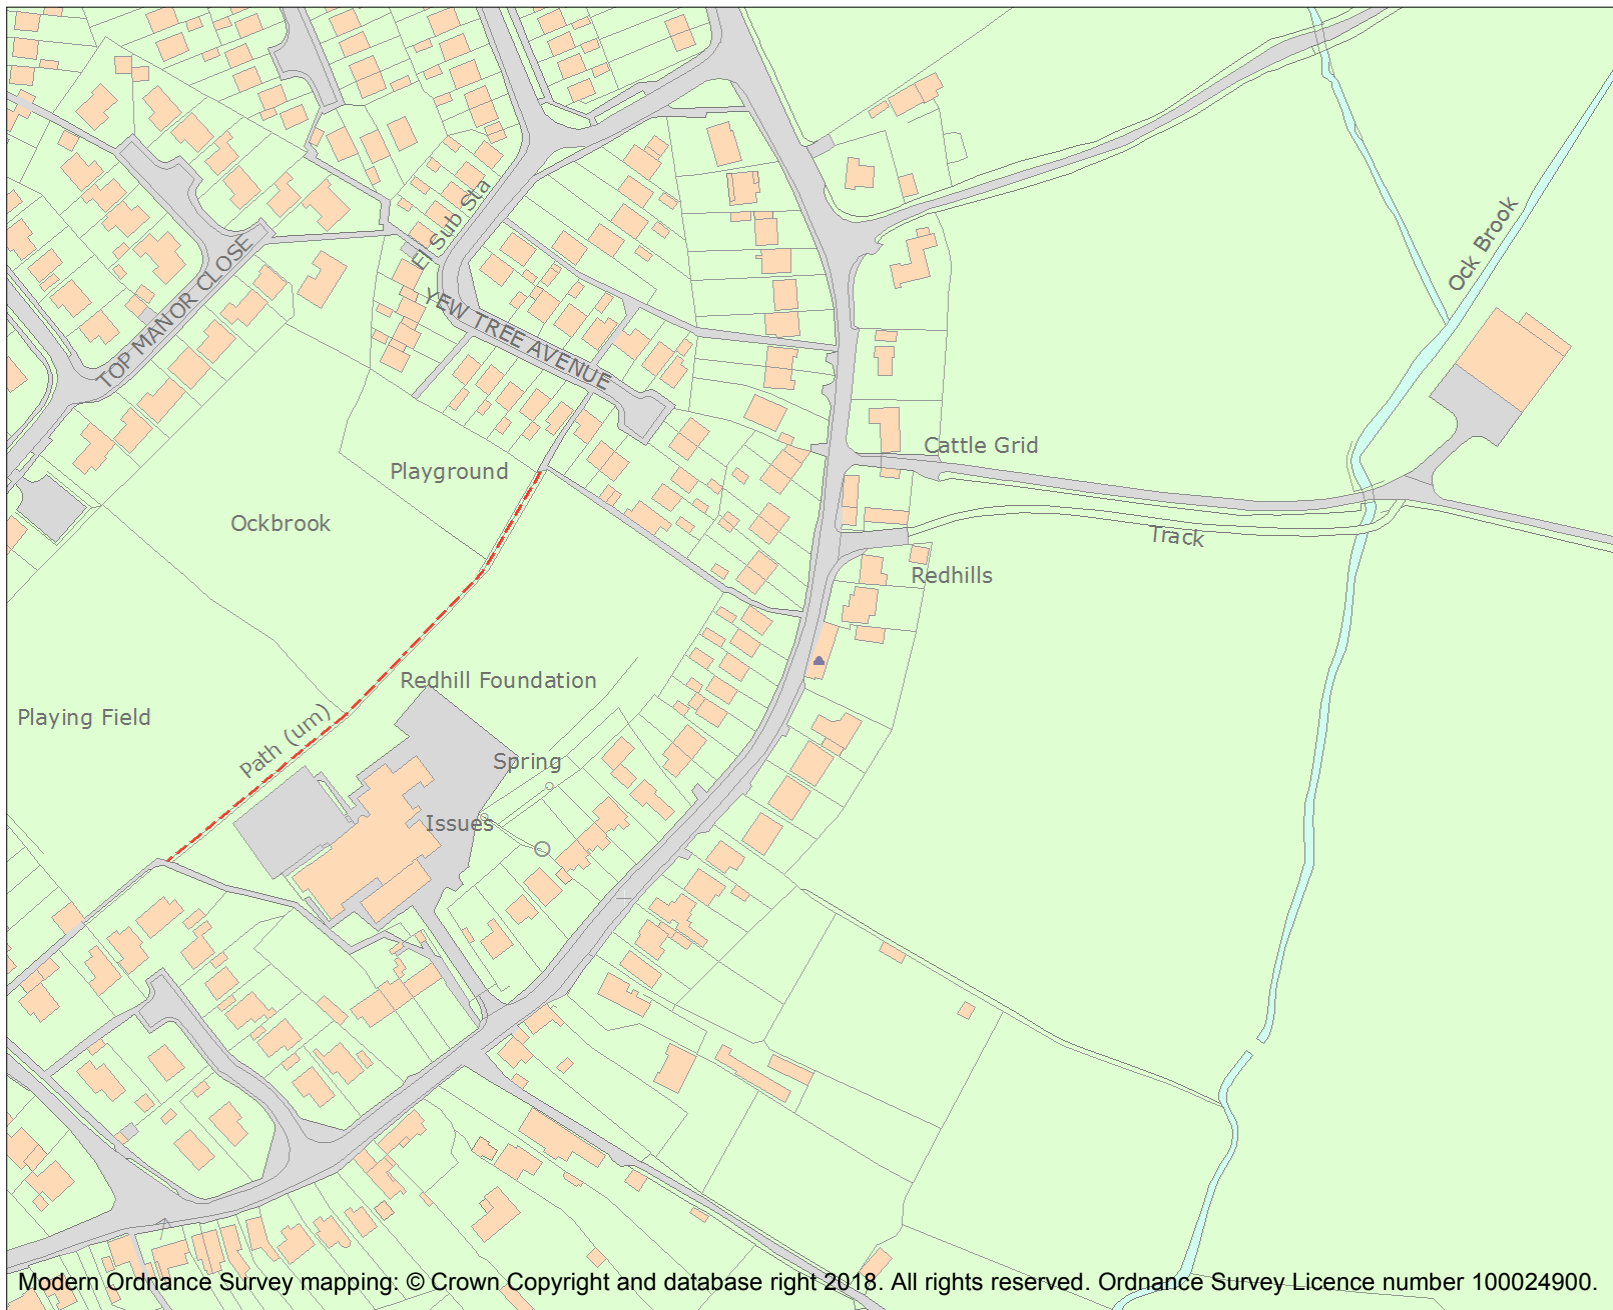 El Sub Sta
Ock Brook
TOP MANOR CLOSE
YEW TREE AVENUE
Cattle Grid
Playground
Ockbrook
Track
Redhills
Redhill Foundation
Playing Field
Path (um)
Spring
Issues
Modern Ordnance Survey mapping: © Crown Copyright and database right 2018. All rights reserved. Ordnance Survey Licence number 100024900.